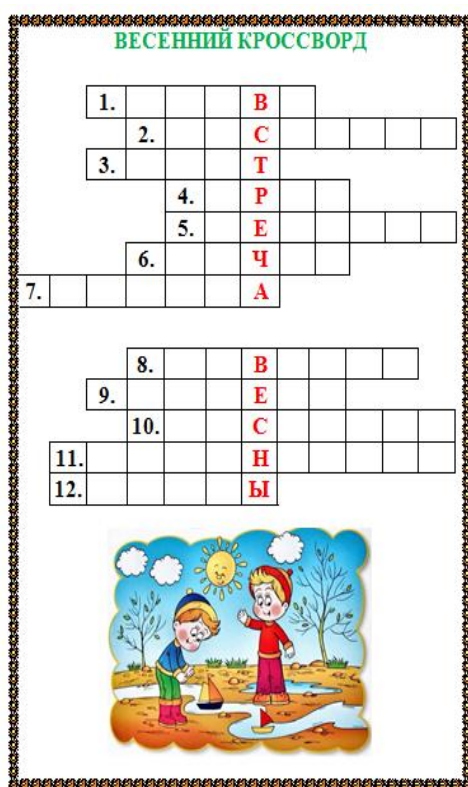 ВЕСЕННИЙ КРОССВОРД
1. В
2. С
3. Т
4. Р
5. Е
6. Ч
7. А
8. В
9. Е
10. С
11. Н
12. Ы